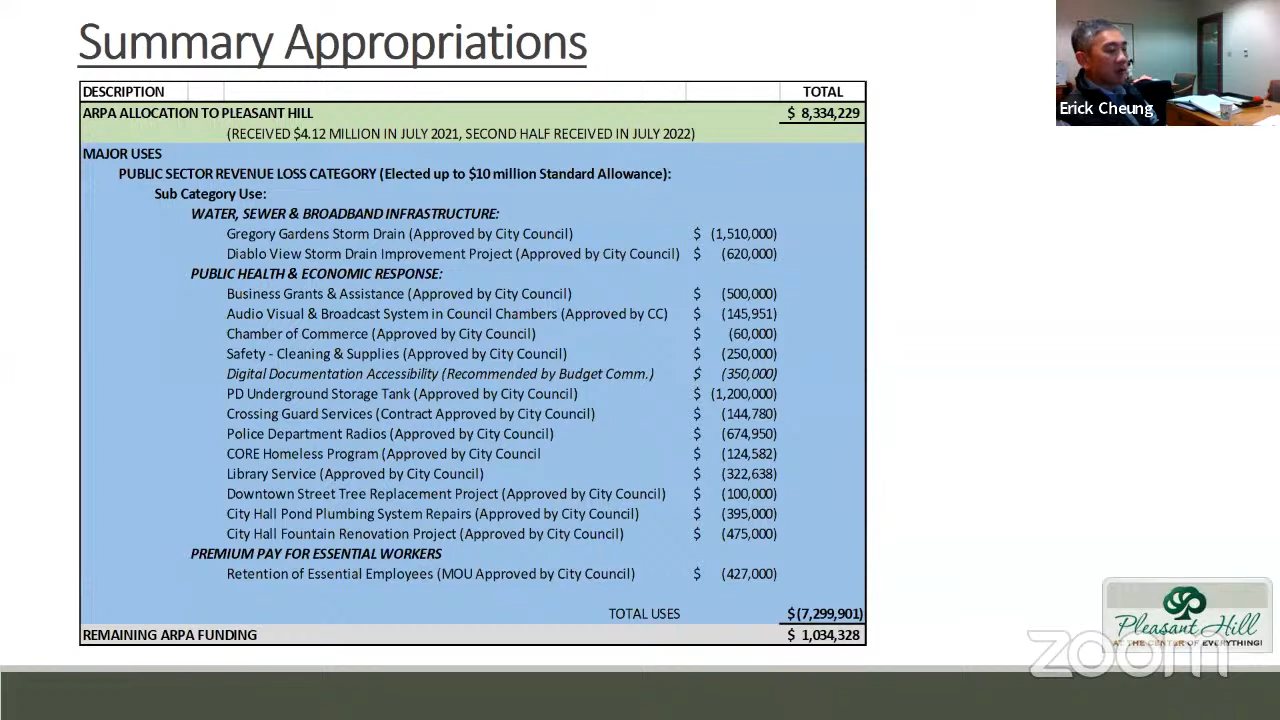 Summary Appropriations
Erick Cheung
DESCRIPTION TOTAL
ARPA ALLOCATION TO PLEASANT HILL $ 8,334,229
(RECEIVED $4.12 MILLION IN JULY 2021, SECOND HALF RECEIVED IN JULY 2022)
MAJOR USES
PUBLIC SECTOR REVENUE LOSS CATEGORY (Elected up to $10 million Standard Allowance):
Sub Category Use:
WATER, SEWER & BROADBAND INFRASTRUCTURE:
Gregory Gardens Storm Drain (Approved by City Council) $ (1,510,000)
Diablo View Storm Drain Improvement Project (Approved by City Council) $ (620,000)
PUBLIC HEALTH & ECONOMIC RESPONSE:
Business Grants & Assistance (Approved by City Council) $ (500,000)
Audio Visual & Broadcast System in Council Chambers (Approved by CC) $ (145,951)
Chamber of Commerce (Approved by City Council) $ (60,000)
Safety - Cleaning & Supplies (Approved by City Council) $ (250,000)
Digital Documentation Accessibility (Recommended by Budget Comm.) $ (350,000)
PD Underground Storage Tank (Approved by City Council) $ (1,200,000)
Crossing Guard Services (Contract Approved by City Council) $ (144,780)
Police Department Radios (Approved by City Council) $ (674,950)
CORE Homeless Program (Approved by City Council $ (124,582)
Library Service (Approved by City Council) $ (322,638)
Downtown Street Tree Replacement Project (Approved by City Council) $ (100,000)
City Hall Pond Plumbing System Repairs (Approved by City Council) $ (395,000)
City Hall Fountain Renovation Project (Approved by City Council) $ (475,000)
PREMIUM PAY FOR ESSENTIAL WORKERS
Retention of Essential Employees (MOU Approved by City Council) $ (427,000)
TOTAL USES $ (7,299,901)
REMAINING ARPA FUNDING $ 1,034,328
Pleasant Hill
AT THE CENTER OF EVERYTHING!
zoom